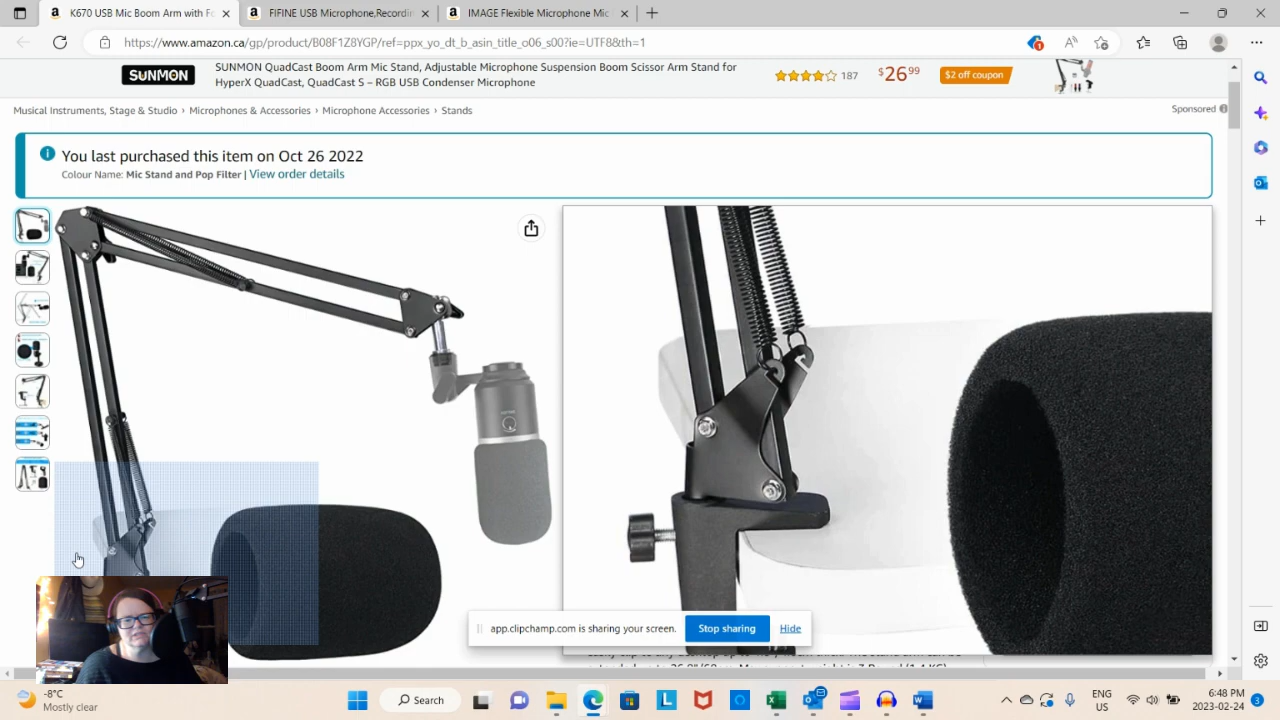 K670 USB Mic Boom Arm with Fo
FIFINE USB Microphone,Recordin
IMAGE Flexible Microphone Mic
https://www.amazon.ca/gp/product/B08F1Z8YGP/ref=ppx_yo_dt_b_asin_title_o06_s00?ie=UTF8&th=1
SUNMON
SUNMON QuadCast Boom Arm Mic Stand, Adjustable Microphone Suspension Boom Scissor Arm Stand for
HyperX QuadCast, QuadCast S – RGB USB Condenser Microphone
187
$26 99
$2 off coupon
Musical Instruments, Stage & Studio › Microphones & Accessories › Microphone Accessories › Stands
Sponsored
You last purchased this item on Oct 26 2022
Colour Name: Mic Stand and Pop Filter | View order details
app.clipchamp.com is sharing your screen.
Stop sharing
Hide
-8°C
Mostly clear
Search
ENG
US
6:48 PM
2023-02-24
3